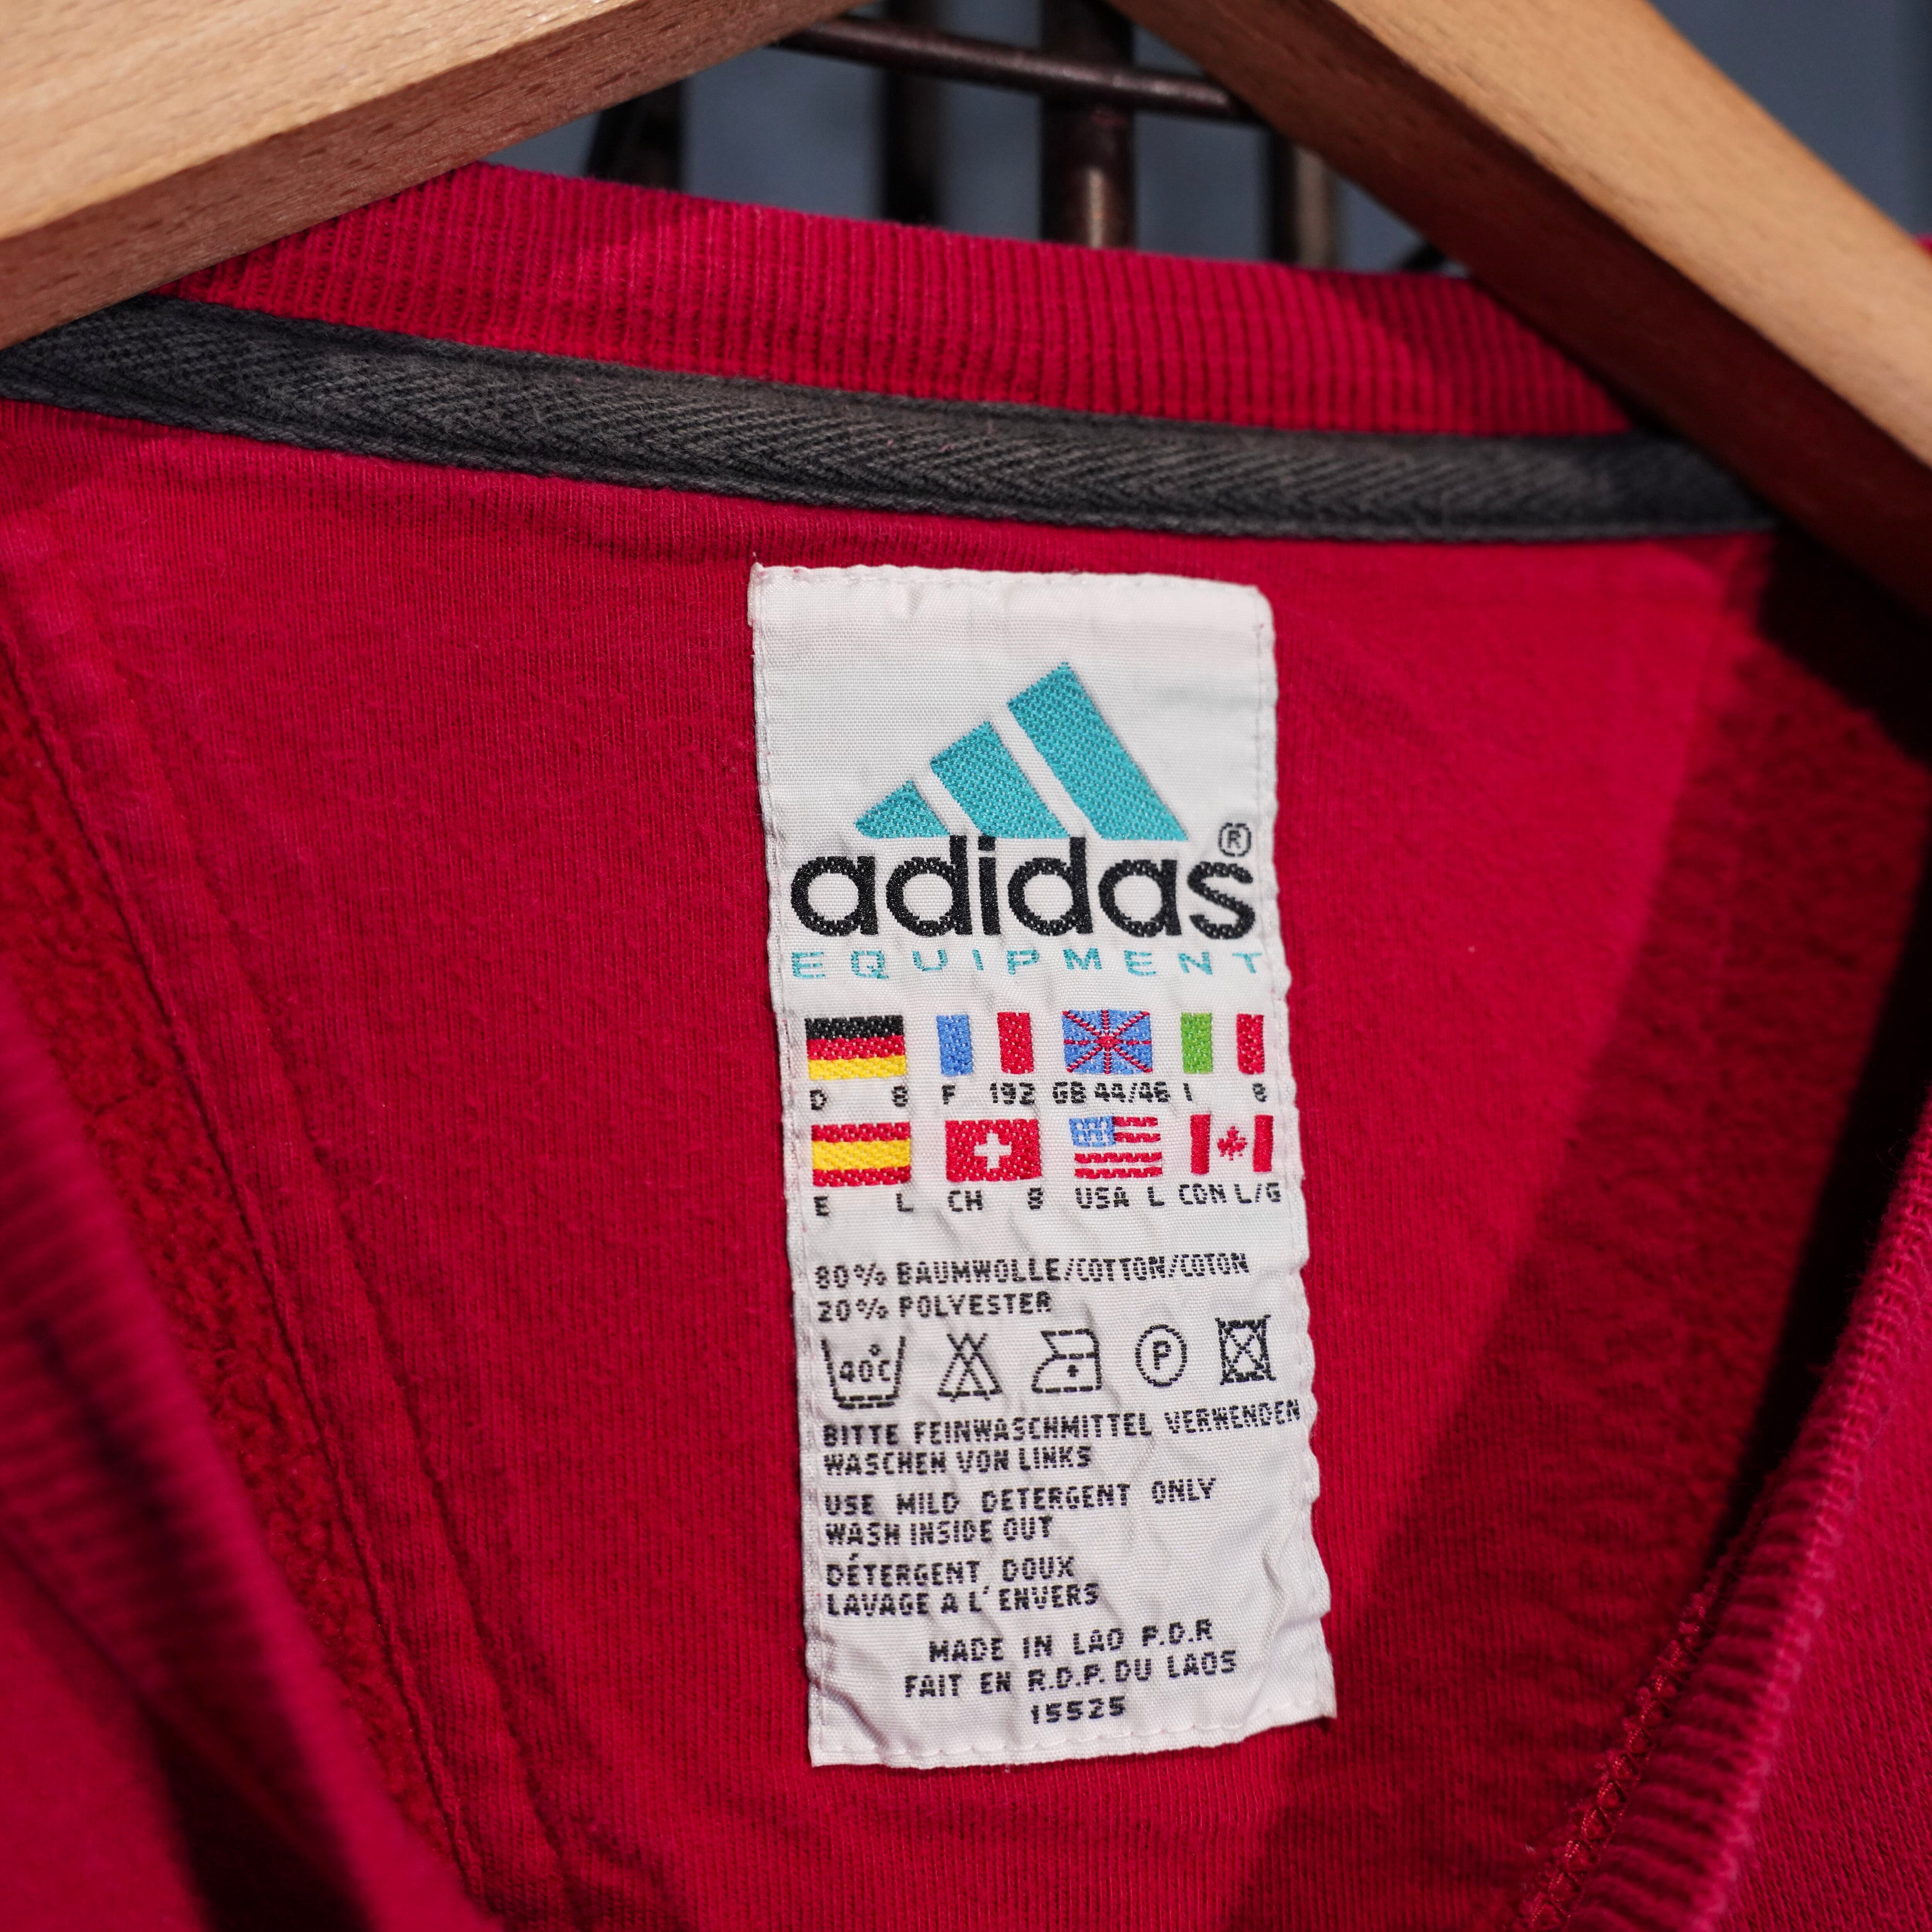 adidas®
EQUIPMENT
D 8 F 192 GB 44/46 I 8
E L CH 8 USA L CDN L/G
80% BAUMWOLLE/COTTON/COTON
20% POLYESTER
40°C P
BITTE FEINWASCHMITTEL VERWENDEN
WASCHEN VON LINKS
USE MILD DETERGENT ONLY
WASH INSIDE OUT
DÉTERGENT DOUX
LAVAGE A L'ENVERS
MADE IN LAO P.D.R
FAIT EN R.D.P. DU LAOS
15525